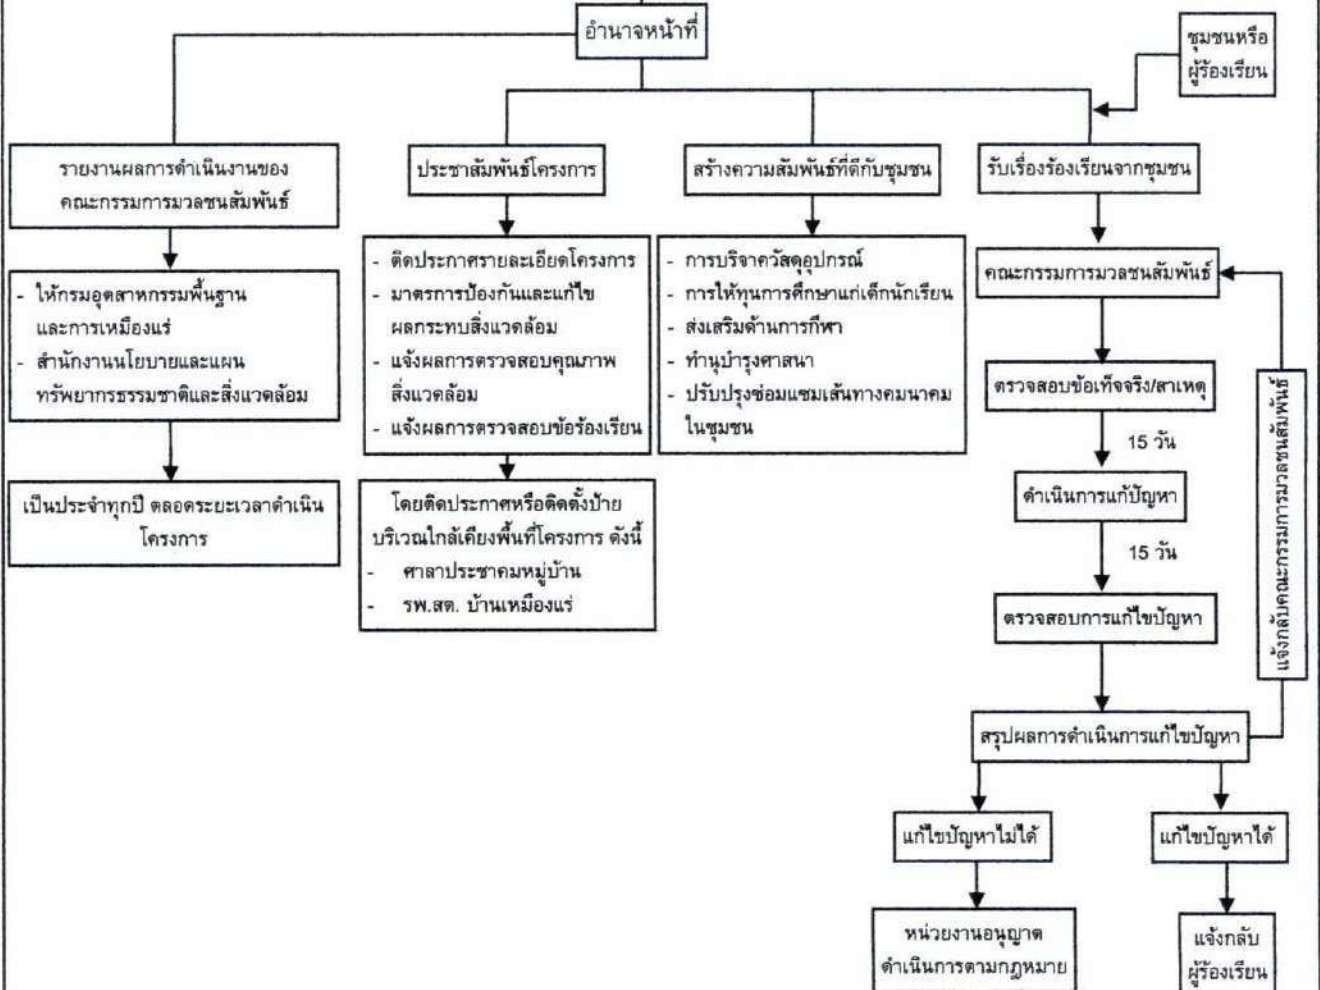 อำนาจหน้าที่
ชุมชนหรือ
ผู้ร้องเรียน
รายงานผลการดำเนินงานของ
คณะกรรมการมวลชนสัมพันธ์
- ให้กรมอุตสาหกรรมพื้นฐาน
และการเหมืองแร่
- สำนักงานนโยบายและแผน
ทรัพยากรธรรมชาติและสิ่งแวดล้อม
เป็นประจำทุกปี ตลอดระยะเวลาดำเนิน
โครงการ
ประชาสัมพันธ์โครงการ
- ติดประกาศรายละเอียดโครงการ
- มาตรการป้องกันและแก้ไข
ผลกระทบสิ่งแวดล้อม
- แจ้งผลการตรวจสอบคุณภาพ
สิ่งแวดล้อม
- แจ้งผลการตรวจสอบข้อร้องเรียน
โดยติดประกาศหรือติดตั้งป้าย
บริเวณใกล้เคียงพื้นที่โครงการ ดังนี้
- ศาลาประชาคมหมู่บ้าน
- รพ.สต. บ้านเหมืองแร่
สร้างความสัมพันธ์ที่ดีกับชุมชน
- การบริจาควัสดุอุปกรณ์
- การให้ทุนการศึกษาแก่เด็กนักเรียน
- ส่งเสริมด้านการกีฬา
- ทำนุบำรุงศาสนา
- ปรับปรุงซ่อมแซมเส้นทางคมนาคม
ในชุมชน
รับเรื่องร้องเรียนจากชุมชน
คณะกรรมการมวลชนสัมพันธ์
ตรวจสอบข้อเท็จจริง/สาเหตุ
15 วัน
ดำเนินการแก้ปัญหา
15 วัน
ตรวจสอบการแก้ไขปัญหา
สรุปผลการดำเนินการแก้ไขปัญหา
แจ้งกลับคณะกรรมการมวลชนสัมพันธ์
แก้ไขปัญหาไม่ได้
แก้ไขปัญหาได้
หน่วยงานอนุญาต
ดำเนินการตามกฎหมาย
แจ้งกลับ
ผู้ร้องเรียน